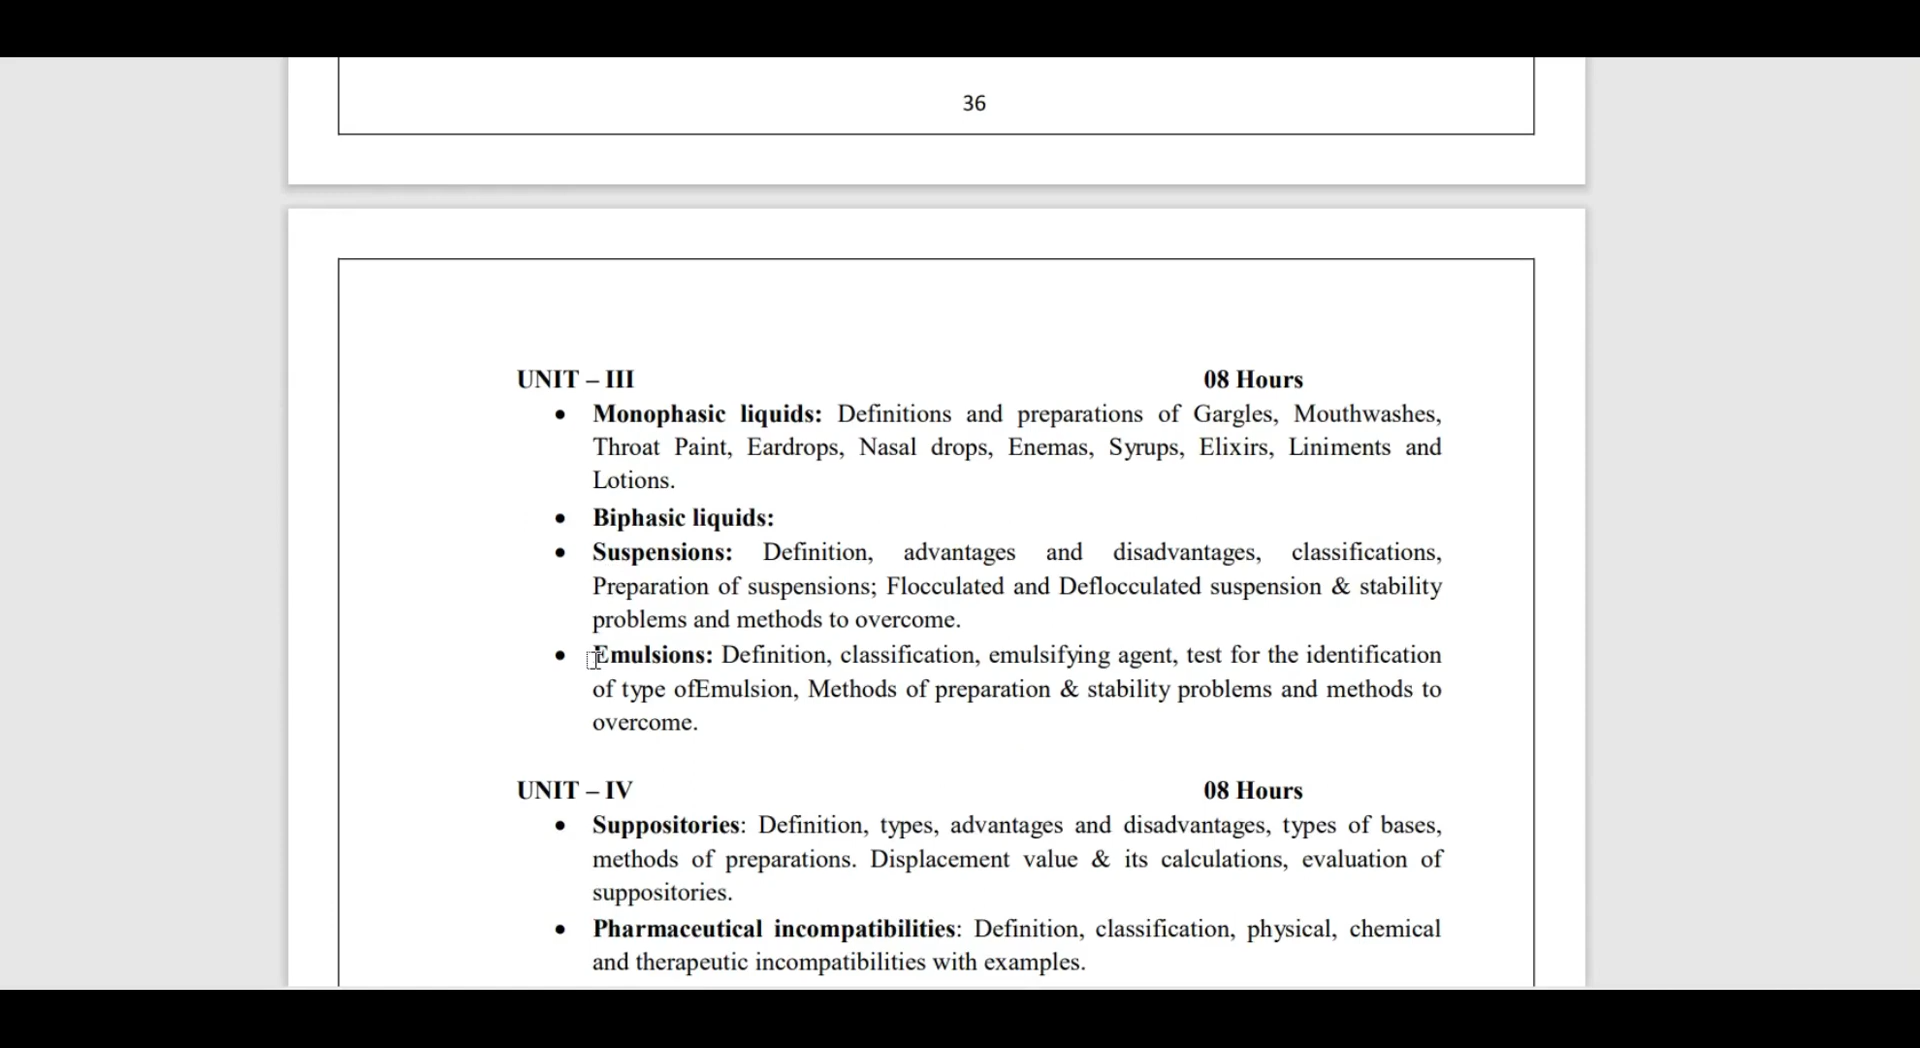 36
UNIT – III 08 Hours
• Monophasic liquids: Definitions and preparations of Gargles, Mouthwashes,
Throat Paint, Eardrops, Nasal drops, Enemas, Syrups, Elixirs, Liniments and
Lotions.
• Biphasic liquids:
• Suspensions: Definition, advantages and disadvantages, classifications,
Preparation of suspensions; Flocculated and Deflocculated suspension & stability
problems and methods to overcome.
• Emulsions: Definition, classification, emulsifying agent, test for the identification
of type ofEmulsion, Methods of preparation & stability problems and methods to
overcome.
UNIT – IV 08 Hours
• Suppositories: Definition, types, advantages and disadvantages, types of bases,
methods of preparations. Displacement value & its calculations, evaluation of
suppositories.
• Pharmaceutical incompatibilities: Definition, classification, physical, chemical
and therapeutic incompatibilities with examples.